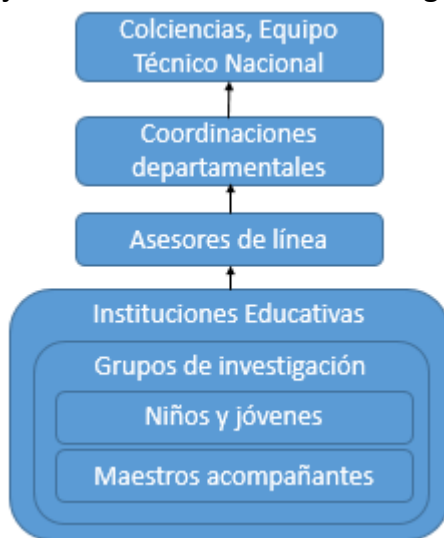 Colciencias, Equipo
Técnico Nacional
Coordinaciones
departamentales
Asesores de línea
Instituciones Educativas
Grupos de investigación
Niños y jóvenes
Maestros acompañantes